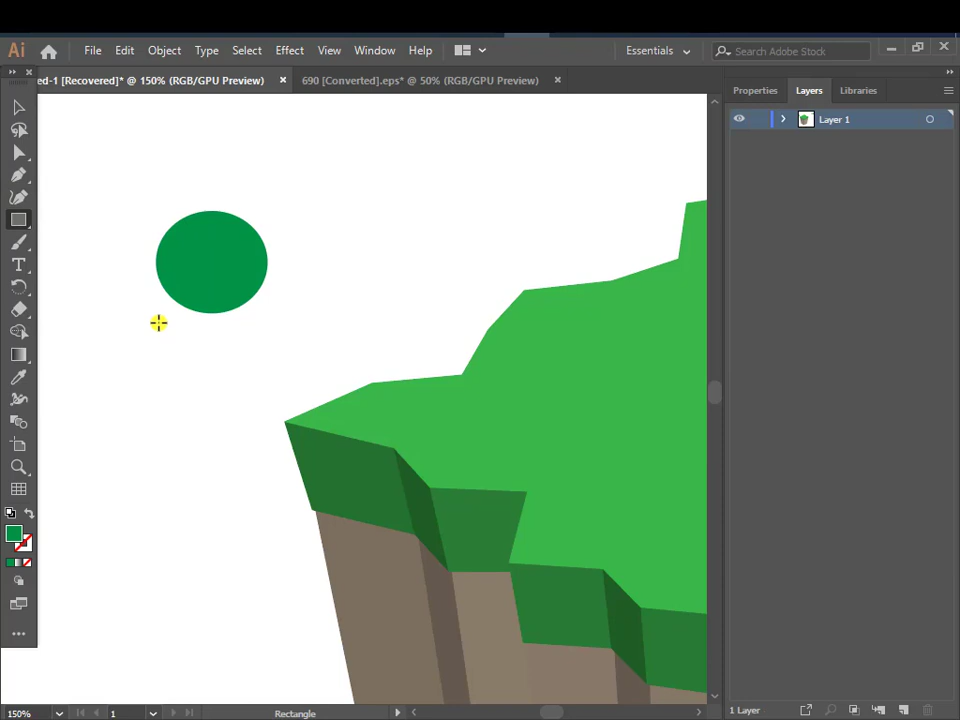 Ai File Edit Object Type Select Effect View Window Help Essentials Search Adobe Stock
ed-1 [Recovered]* @ 150% (RGB/GPU Preview) × 690 [Converted].eps* @ 50% (RGB/GPU Preview) ×
Properties Layers Libraries
Layer 1
T
150% 1 Rectangle 1 Layer